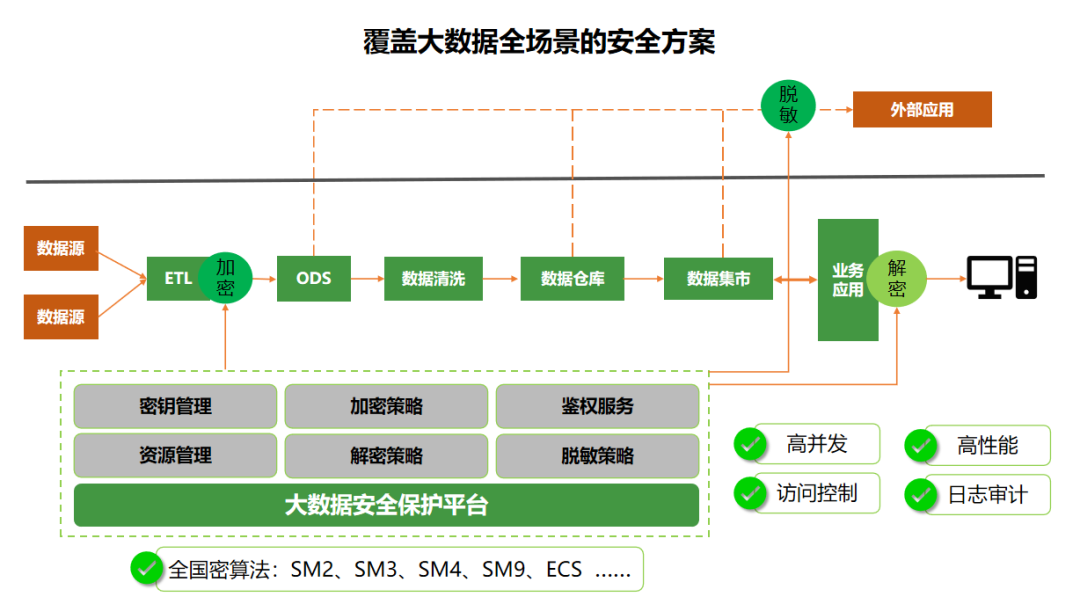 覆盖大数据全场景的安全方案
脱
敏
外部应用
数据源
数据源
ETL
加
密
ODS
数据清洗
数据仓库
数据集市
业务
应用
解
密
密钥管理
加密策略
鉴权服务
资源管理
解密策略
脱敏策略
大数据安全保护平台
高并发
高性能
访问控制
日志审计
全国密算法：SM2、SM3、SM4、SM9、ECS ......